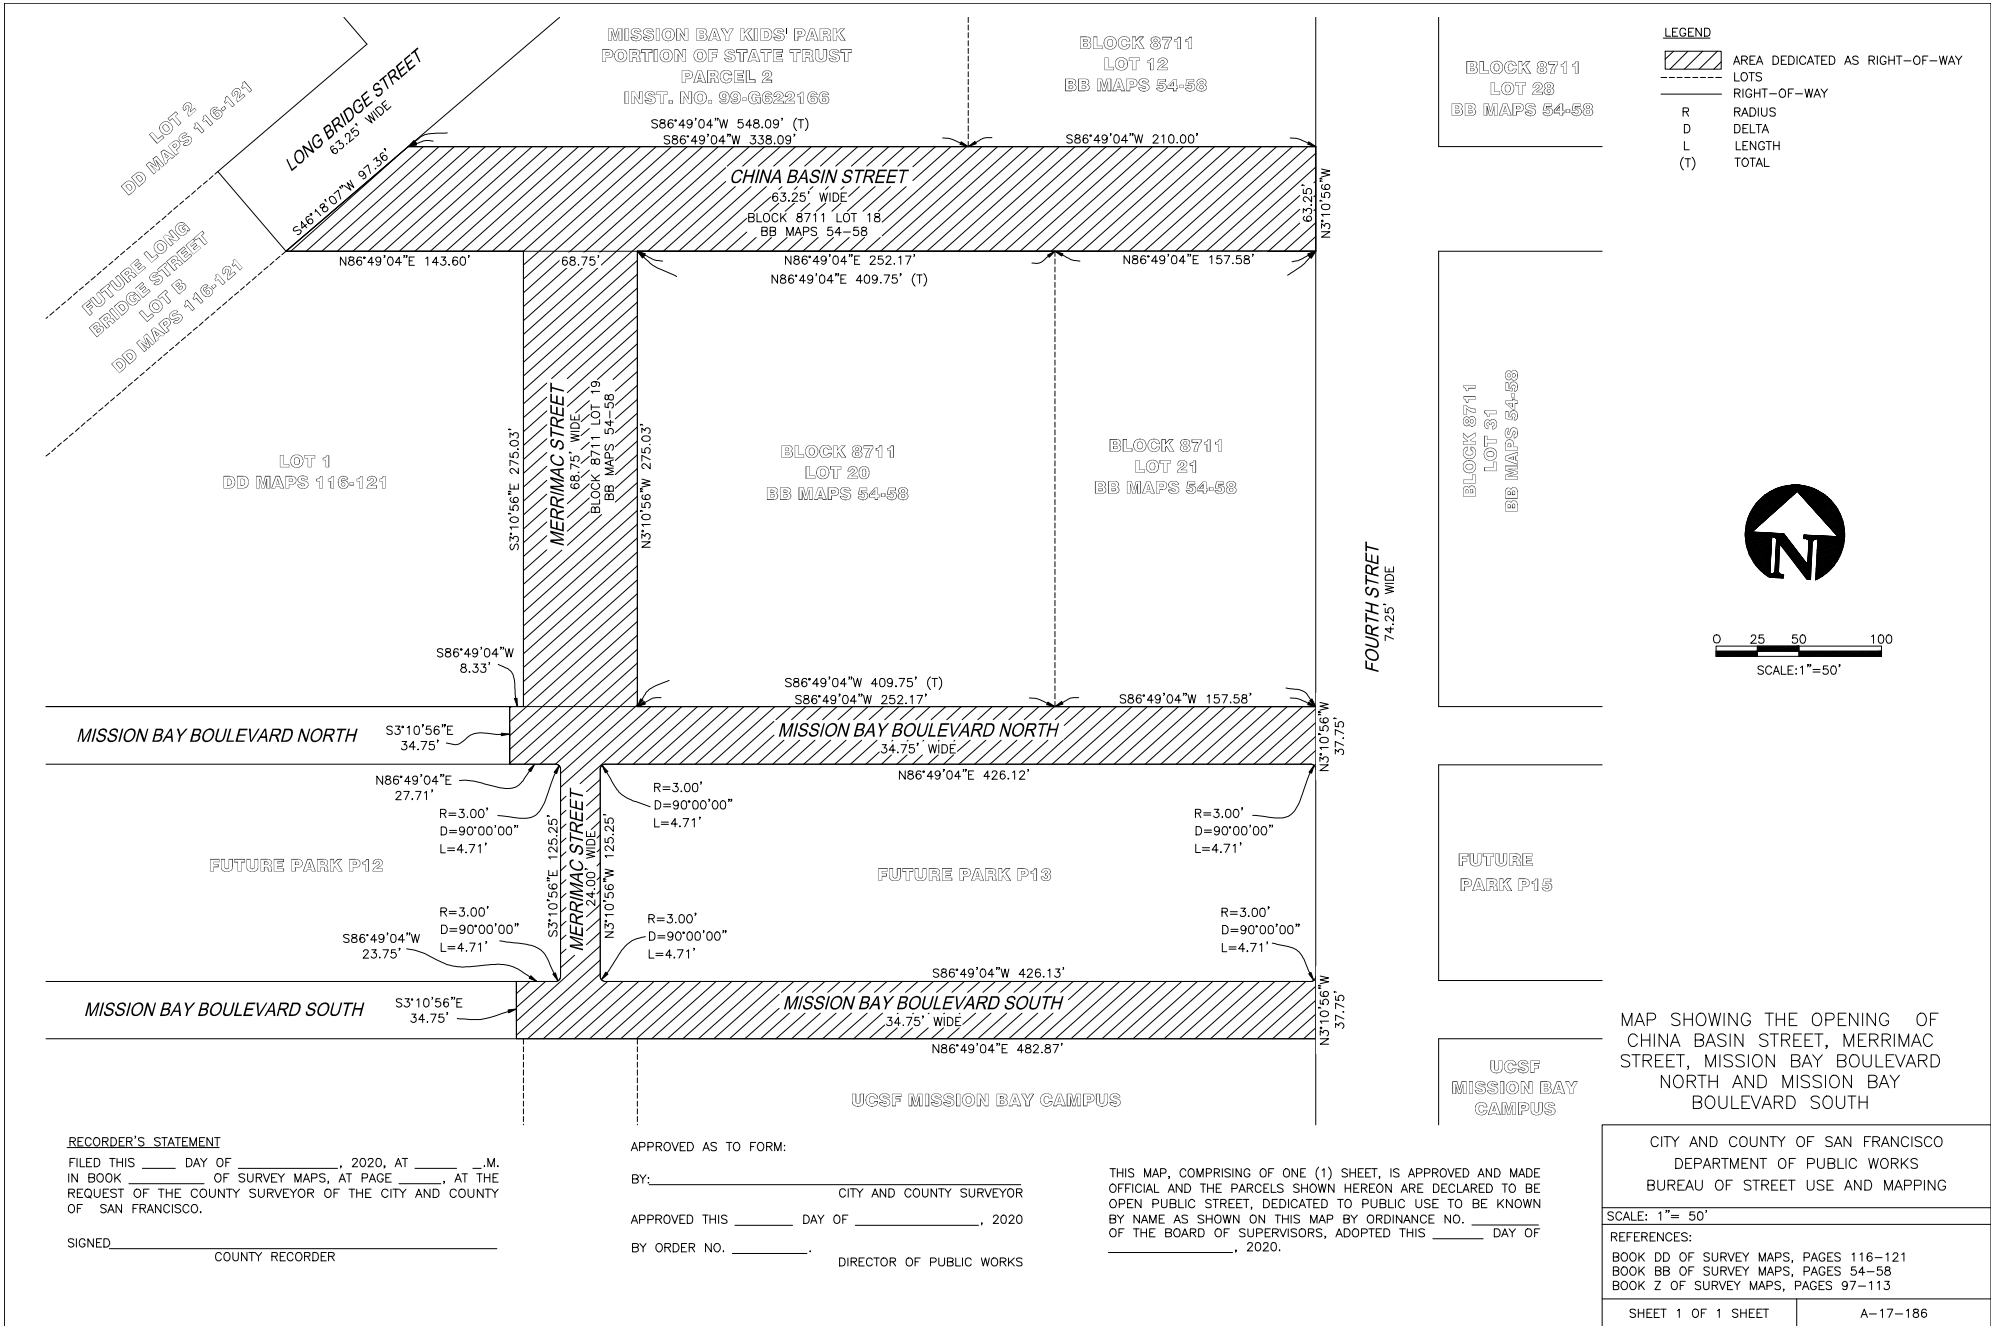 MISSION BAY KIDS' PARK
PORTION OF STATE TRUST
PARCEL 2
INST. NO. 99-G622166
BLOCK 8711
LOT 12
BB MAPS 54-58
BLOCK 8711
LOT 28
BB MAPS 54-58
LEGEND
AREA DEDICATED AS RIGHT-OF-WAY
LOTS
RIGHT-OF-WAY
R RADIUS
D DELTA
L LENGTH
(T) TOTAL
LOT 2
DD MAPS 116-121
LONG BRIDGE STREET
63.25' WIDE
S46°18'07"W 97.36'
FUTURE LONG
BRIDGE STREET
LOT B
DD MAPS 116-121
S86°49'04"W 548.09' (T)
S86°49'04"W 338.09'
S86°49'04"W 210.00'
CHINA BASIN STREET
63.25' WIDE
BLOCK 8711 LOT 18
BB MAPS 54-58
63.25'
N3°10'56"W
N86°49'04"E 143.60'
68.75'
N86°49'04"E 252.17'
N86°49'04"E 157.58'
N86°49'04"E 409.75' (T)
LOT 1
DD MAPS 116-121
S3°10'56"E 275.03'
MERRIMAC STREET
68.75' WIDE
BLOCK 8711 LOT 19
BB MAPS 54-58
N3°10'56"W 275.03'
BLOCK 8711
LOT 20
BB MAPS 54-58
BLOCK 8711
LOT 21
BB MAPS 54-58
BLOCK 8711
LOT 31
BB MAPS 54-58
FOURTH STRET
74.25' WIDE
N
0 25 50 100
SCALE:1"=50'
S86°49'04"W
8.33'
S86°49'04"W 409.75' (T)
S86°49'04"W 252.17'
S86°49'04"W 157.58'
MISSION BAY BOULEVARD NORTH
S3°10'56"E
34.75'
MISSION BAY BOULEVARD NORTH
34.75' WIDE
N3°10'56"W
37.75'
N86°49'04"E
27.71'
N86°49'04"E 426.12'
R=3.00'
D=90°00'00"
L=4.71'
R=3.00'
D=90°00'00"
L=4.71'
R=3.00'
D=90°00'00"
L=4.71'
S3°10'56"E 125.25'
MERRIMAC STREET
24.00' WIDE
N3°10'56"W 125.25'
FUTURE PARK P12
FUTURE PARK P13
FUTURE
PARK P15
R=3.00'
D=90°00'00"
L=4.71'
R=3.00'
D=90°00'00"
L=4.71'
R=3.00'
D=90°00'00"
L=4.71'
S86°49'04"W
23.75'
S86°49'04"W 426.13'
MISSION BAY BOULEVARD SOUTH
S3°10'56"E
34.75'
MISSION BAY BOULEVARD SOUTH
34.75' WIDE
N3°10'56"W
37.75'
N86°49'04"E 482.87'
UCSF MISSION BAY CAMPUS
UCSF
MISSION BAY
CAMPUS
MAP SHOWING THE OPENING OF
CHINA BASIN STREET, MERRIMAC
STREET, MISSION BAY BOULEVARD
NORTH AND MISSION BAY
BOULEVARD SOUTH
RECORDER'S STATEMENT
FILED THIS ____ DAY OF ____________, 2020, AT _____ _.M.
IN BOOK _________ OF SURVEY MAPS, AT PAGE _____, AT THE
REQUEST OF THE COUNTY SURVEYOR OF THE CITY AND COUNTY
OF SAN FRANCISCO.
SIGNED______________________
COUNTY RECORDER
APPROVED AS TO FORM:
BY:______________________
CITY AND COUNTY SURVEYOR
APPROVED THIS _______ DAY OF _______________, 2020
BY ORDER NO. _________.
DIRECTOR OF PUBLIC WORKS
THIS MAP, COMPRISING OF ONE (1) SHEET, IS APPROVED AND MADE
OFFICIAL AND THE PARCELS SHOWN HEREON ARE DECLARED TO BE
OPEN PUBLIC STREET, DEDICATED TO PUBLIC USE TO BE KNOWN
BY NAME AS SHOWN ON THIS MAP BY ORDINANCE NO. ________
OF THE BOARD OF SUPERVISORS, ADOPTED THIS ______ DAY OF
_______________, 2020.
CITY AND COUNTY OF SAN FRANCISCO
DEPARTMENT OF PUBLIC WORKS
BUREAU OF STREET USE AND MAPPING
SCALE: 1"= 50'
REFERENCES:
BOOK DD OF SURVEY MAPS, PAGES 116-121
BOOK BB OF SURVEY MAPS, PAGES 54-58
BOOK Z OF SURVEY MAPS, PAGES 97-113
SHEET 1 OF 1 SHEET
A-17-186